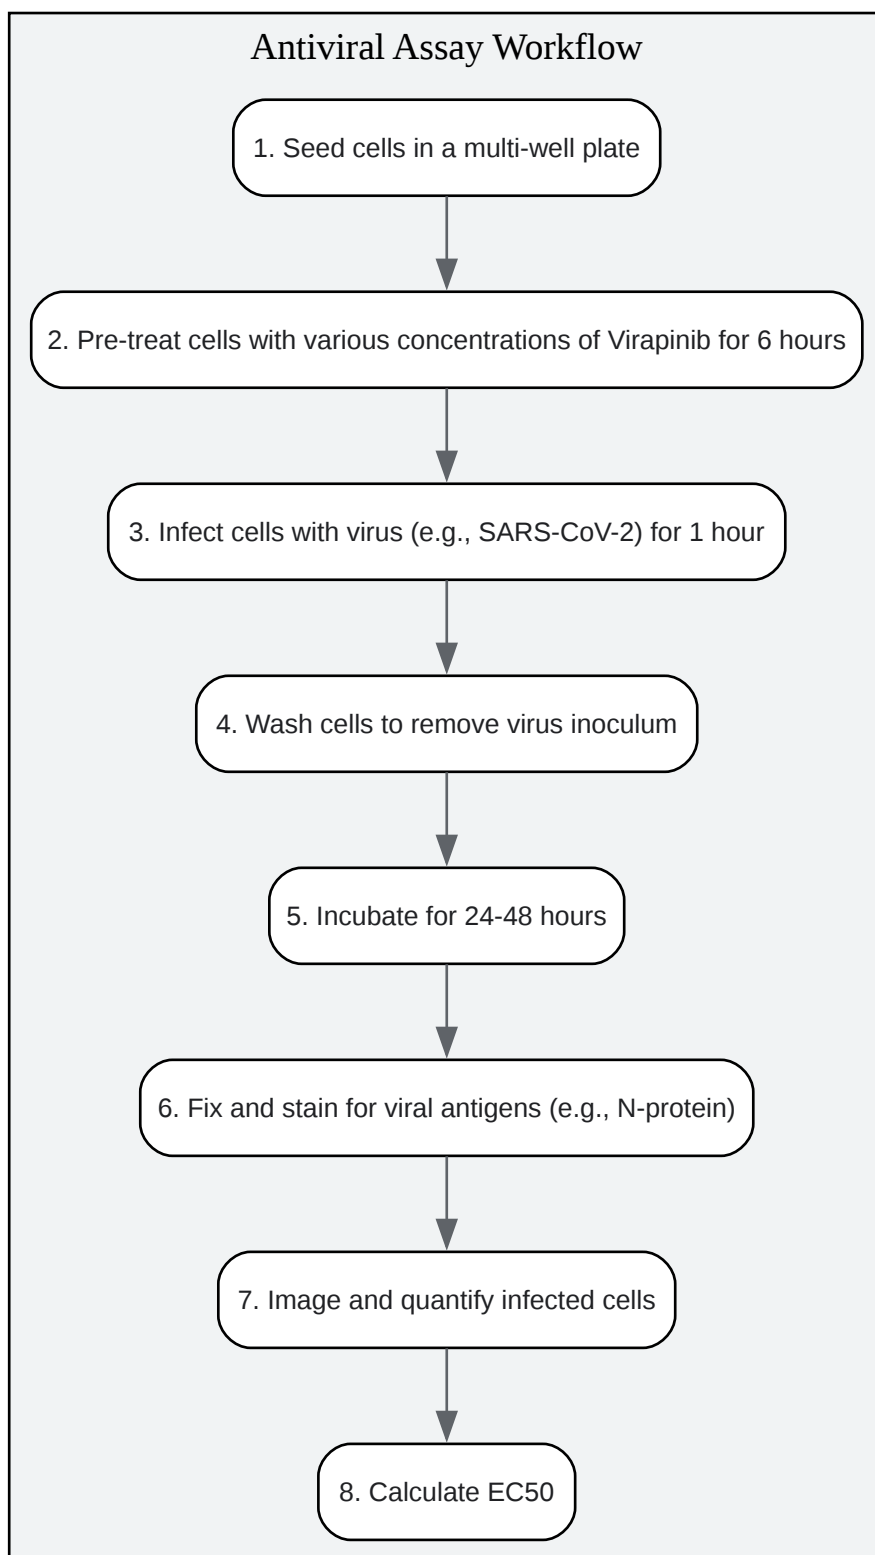 Antiviral Assay Workflow
1. Seed cells in a multi-well plate
2. Pre-treat cells with various concentrations of Virapinib for 6 hours
3. Infect cells with virus (e.g., SARS-CoV-2) for 1 hour
4. Wash cells to remove virus inoculum
5. Incubate for 24-48 hours
6. Fix and stain for viral antigens (e.g., N-protein)
7. Image and quantify infected cells
8. Calculate EC50